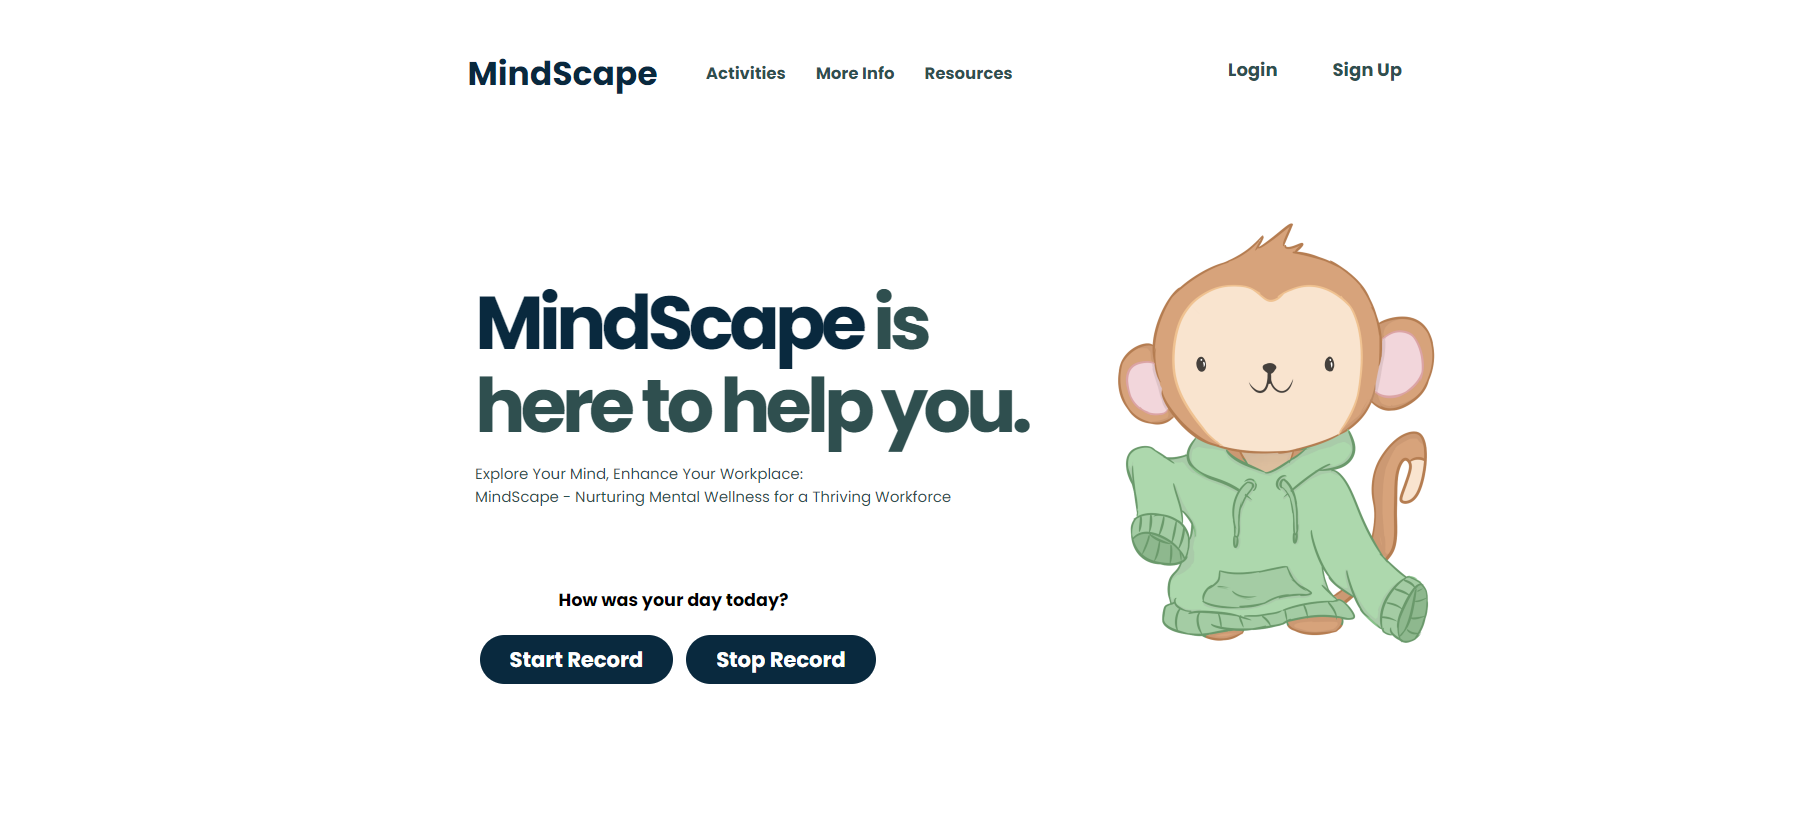 MindScape
Activities
More Info
Resources
Login
Sign Up
MindScape is
here to help you.
Explore Your Mind, Enhance Your Workplace:
MindScape - Nurturing Mental Wellness for a Thriving Workforce
How was your day today?
Start Record
Stop Record